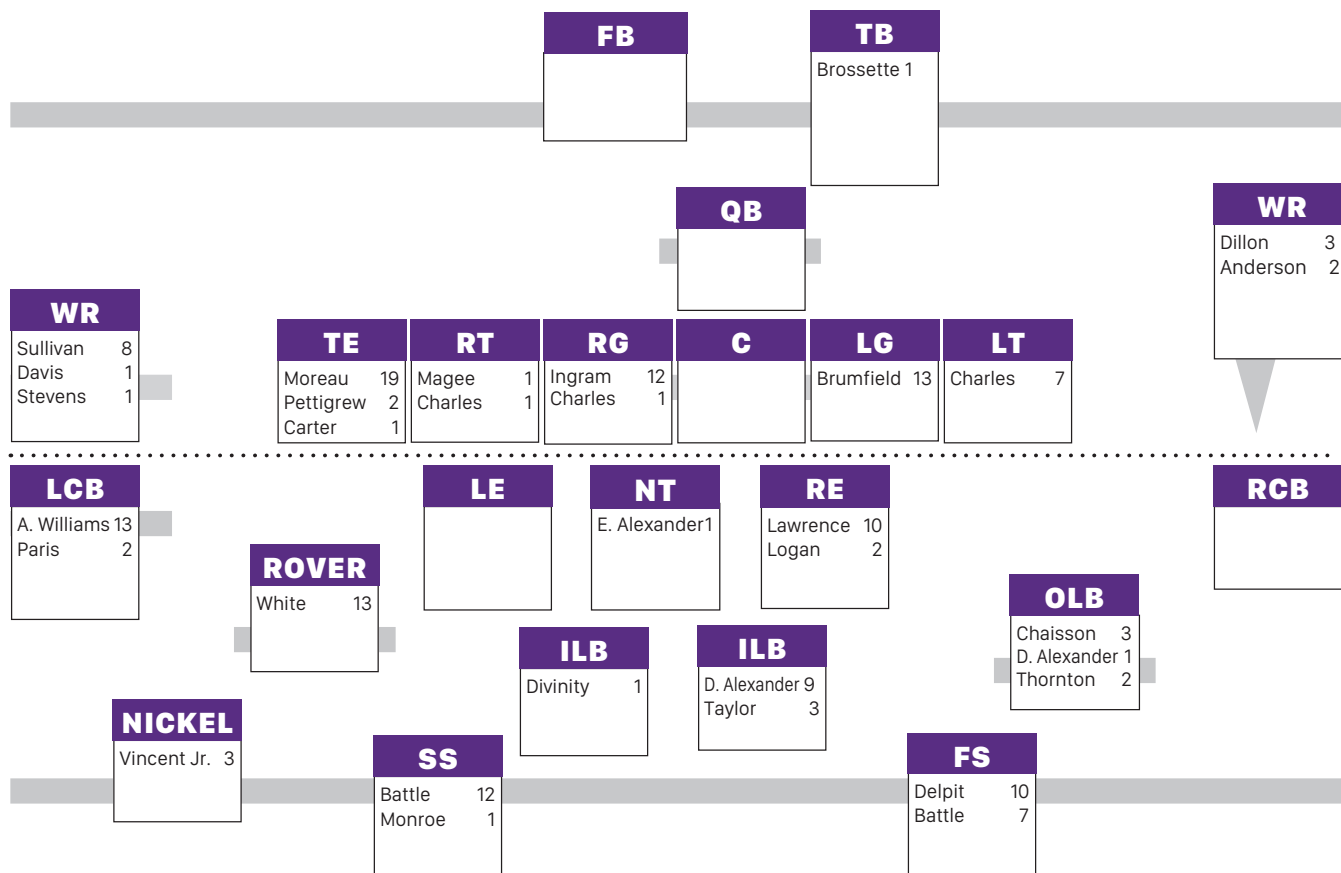 FB
TB
Brossette 1
QB
WR
Dillon 3
Anderson 2
WR
Sullivan 8
Davis 1
Stevens 1
TE
Moreau 19
Pettigrew 2
Carter 1
RT
Magee 1
Charles 1
RG
Ingram 12
Charles 1
C
LG
Brumfield 13
LT
Charles 7
LCB
A. Williams 13
Paris 2
ROVER
White 13
LE
NT
E. Alexander1
RE
Lawrence 10
Logan 2
RCB
OLB
Chaisson 3
D. Alexander 1
Thornton 2
ILB
Divinity 1
ILB
D. Alexander 9
Taylor 3
NICKEL
Vincent Jr. 3
SS
Battle 12
Monroe 1
FS
Delpit 10
Battle 7